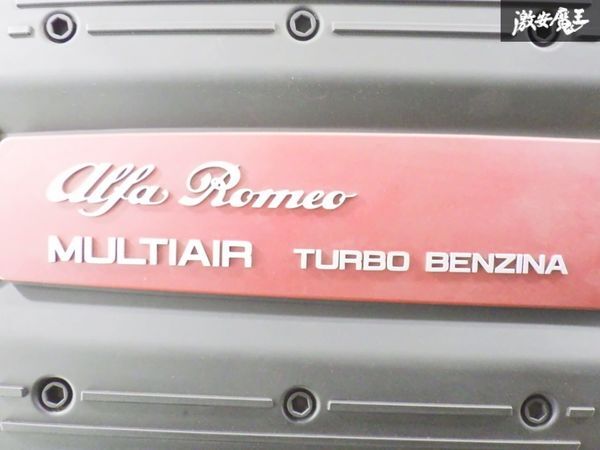 激安魔王
Alfa Romeo
MULTIAIR TURBO BENZINA